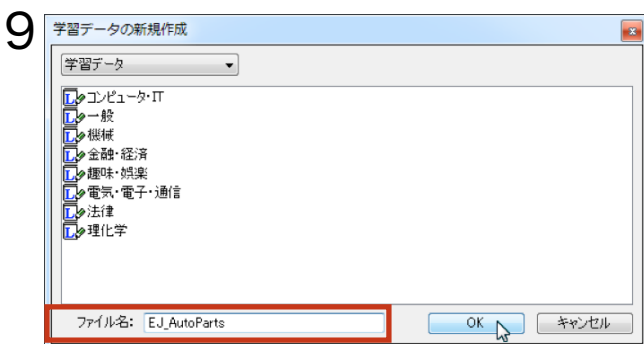 9
学習データの新規作成
学習データ
コンピュータ・IT
一般
機械
金融・経済
趣味・娯楽
電気・電子・通信
法律
理化学
ファイル名: EJ_AutoParts OK キャンセル